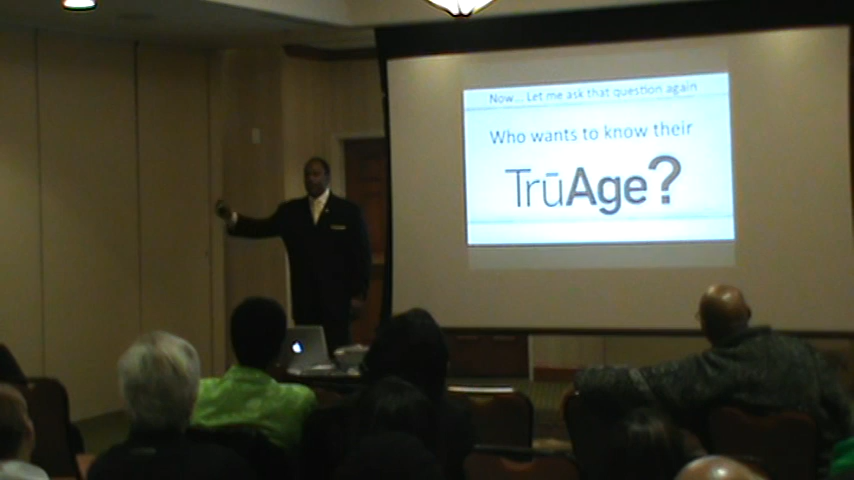 Now... Let me ask that question again
Who wants to know their
TrūAge?